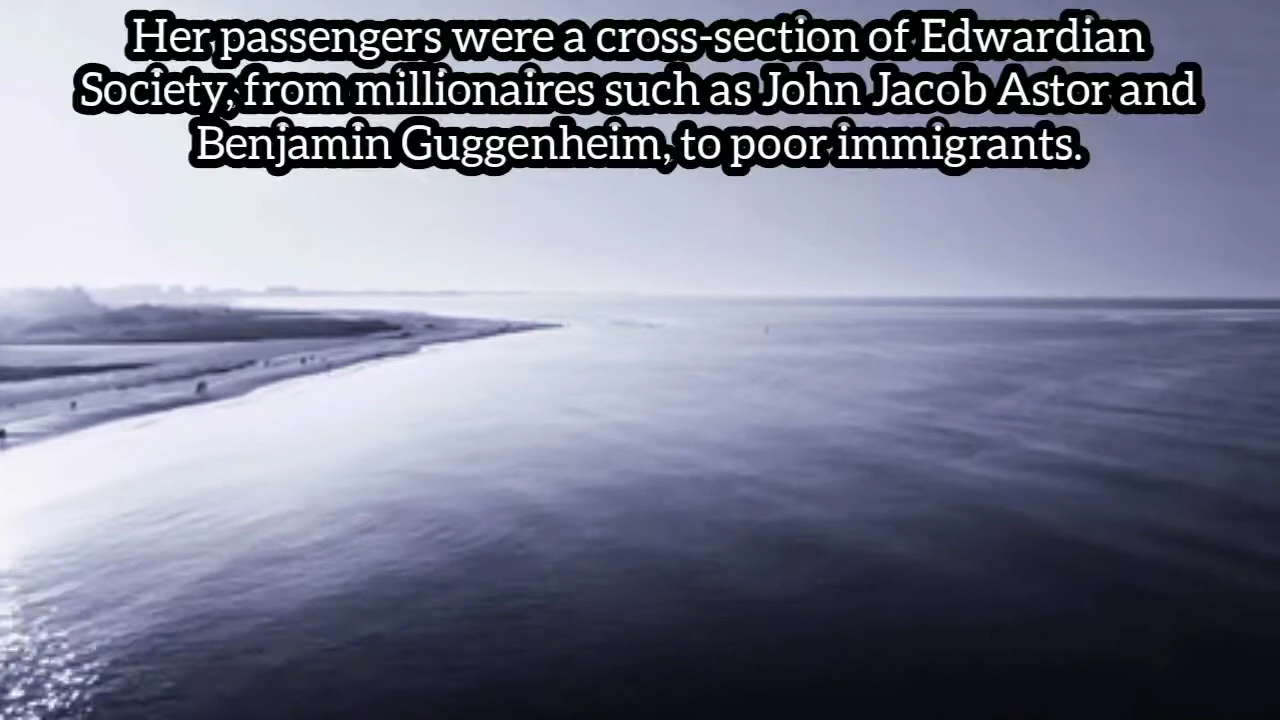 Her passengers were a cross-section of Edwardian
Society, from millionaires such as John Jacob Astor and
Benjamin Guggenheim, to poor immigrants.